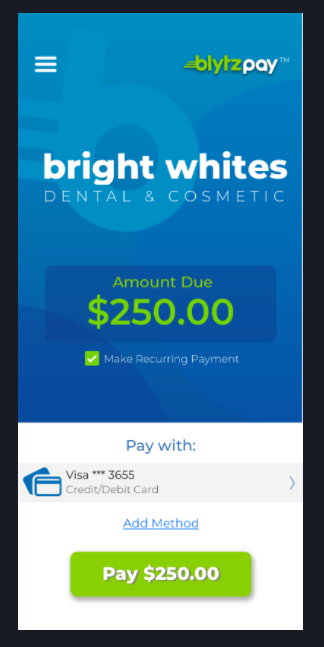 blytzpay™
bright whites
DENTAL & COSMETIC
Amount Due
$250.00
Make Recurring Payment
Pay with:
Visa *** 3655
Credit/Debit Card
Add Method
Pay $250.00